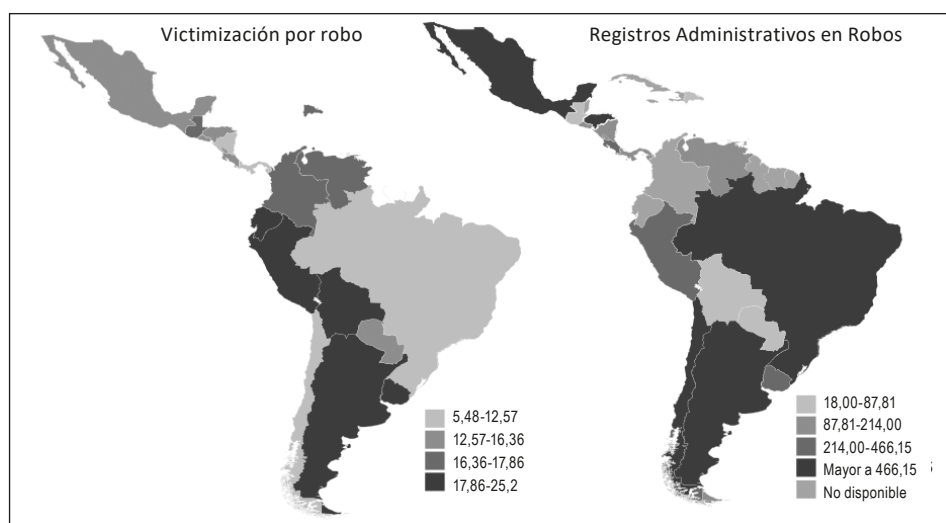 Victimización por robo
Registros Administrativos en Robos
5,48-12,57
12,57-16,36
16,36-17,86
17,86-25,2
18,00-87,81
87,81-214,00
214,00-466,15
Mayor a 466,15
No disponible